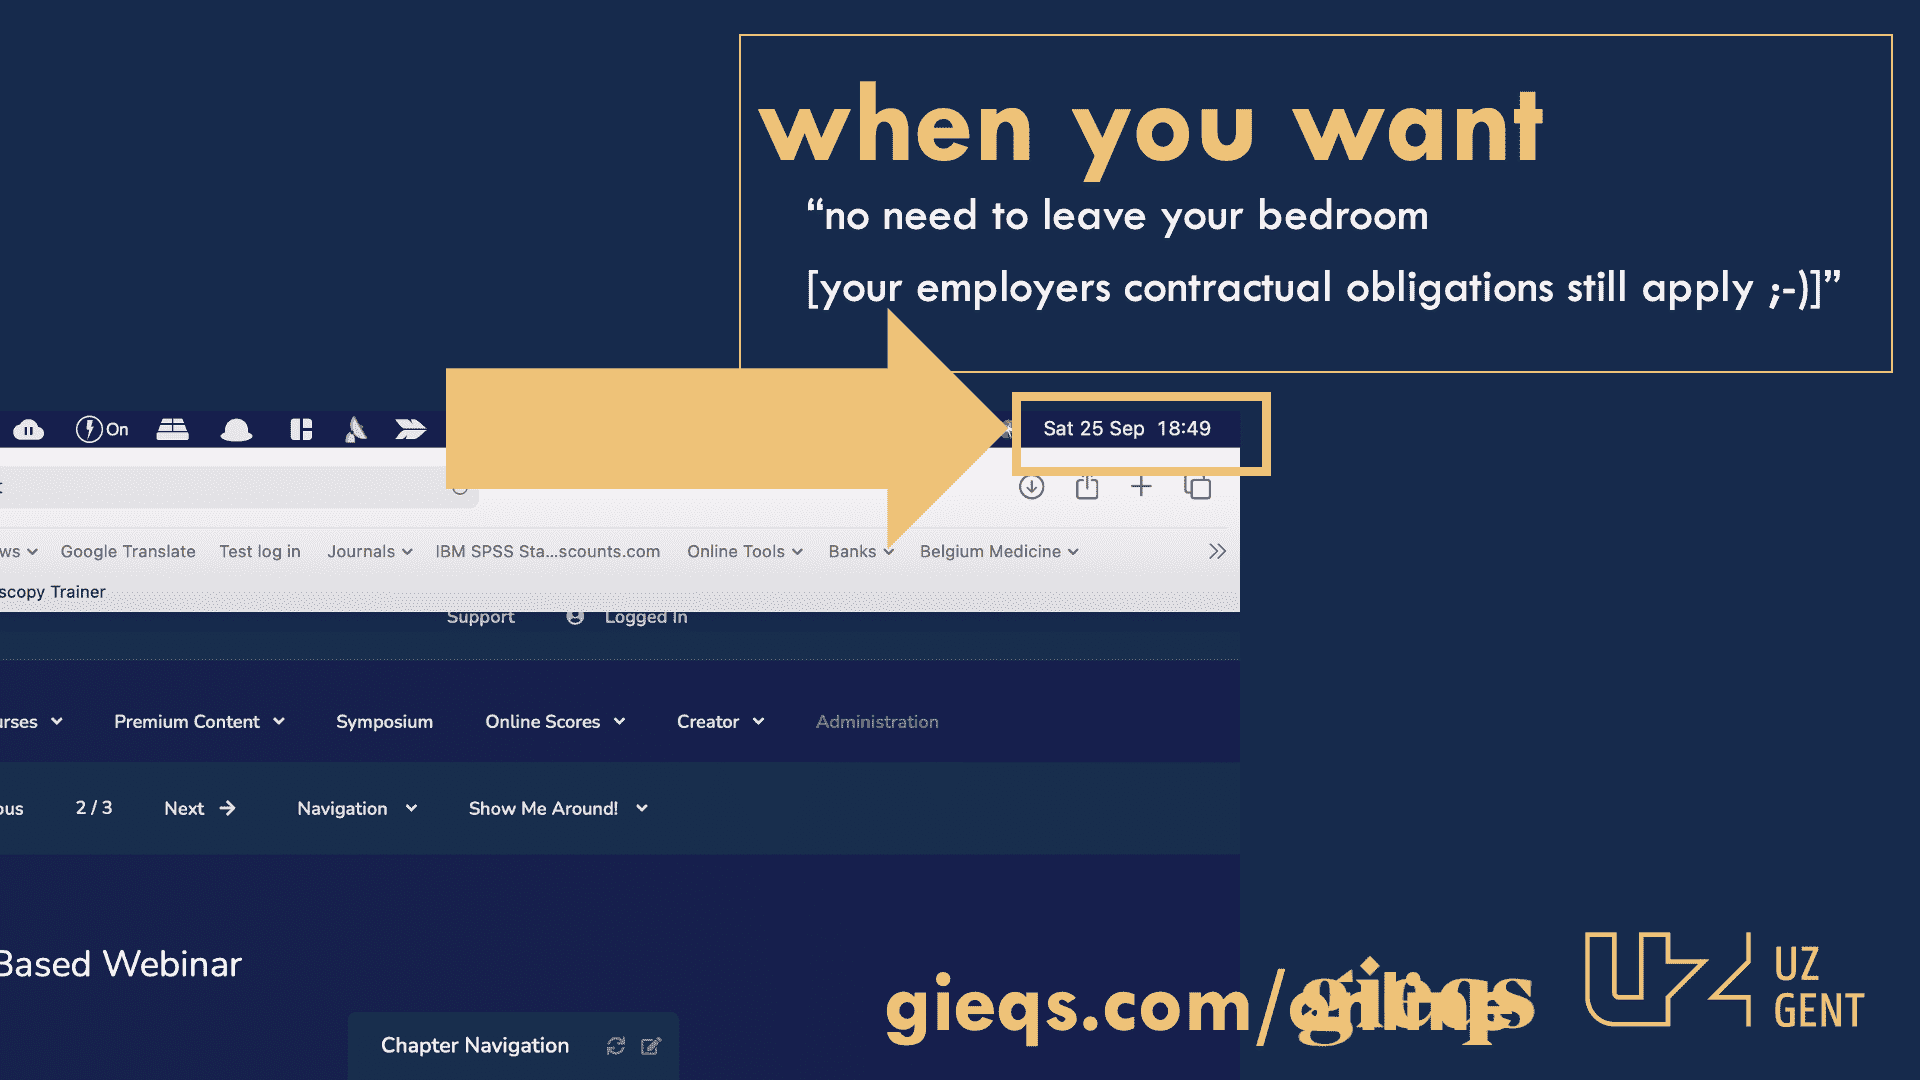 when you want
“no need to leave your bedroom
[your employers contractual obligations still apply ;-)]”
On
Sat 25 Sep 18:49
ws
Google Translate
Test log in
Journals
IBM SPSS Sta...scounts.com
Online Tools
Banks
Belgium Medicine
scopy Trainer
Support
Logged In
urses
Premium Content
Symposium
Online Scores
Creator
Administration
ous
2 / 3
Next
Navigation
Show Me Around!
Based Webinar
Chapter Navigation
gieqs.com/online
gieqs
UZ
GENT